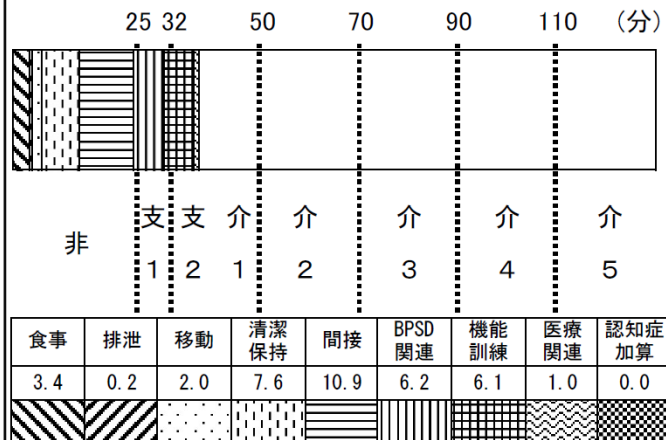 25 32 50 70 90 110 (分)
非 支 支 介 介 介 介 介
1 2 1 2 3 4 5
食事 排泄 移動 清潔保持 間接 BPSD関連 機能訓練 医療関連 認知症加算
3.4 0.2 2.0 7.6 10.9 6.2 6.1 1.0 0.0